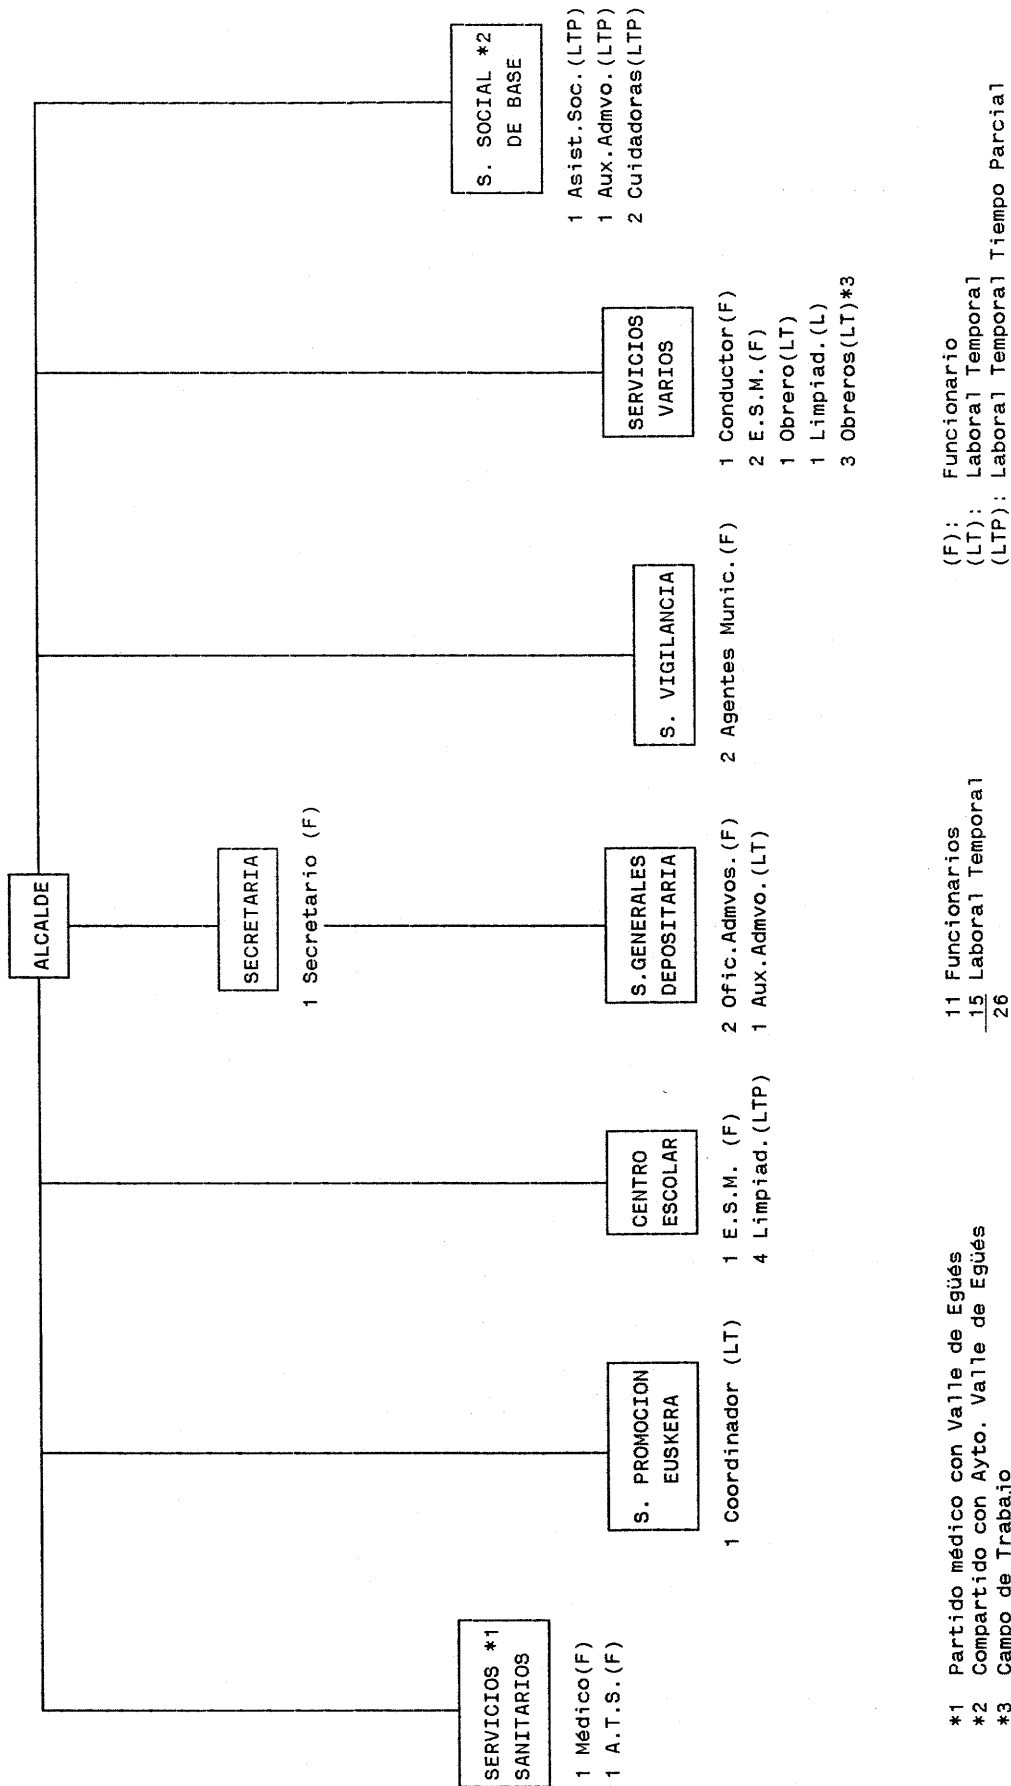 ALCALDE
SECRETARIA
1 Secretario (F)
SERVICIOS *1
SANITARIOS
1 Médico(F)
1 A.T.S.(F)
S. PROMOCION
EUSKERA
1 Coordinador (LT)
CENTRO
ESCOLAR
1 E.S.M. (F)
4 Limpiad.(LTP)
S.GENERALES
DEPOSITARIA
2 Ofic.Admvos.(F)
1 Aux.Admvo.(LT)
S. VIGILANCIA
2 Agentes Munic.(F)
SERVICIOS
VARIOS
1 Conductor(F)
2 E.S.M.(F)
1 Obrero(LT)
1 Limpiad.(L)
3 Obreros(LT)*3
S. SOCIAL *2
DE BASE
1 Asist.Soc.(LTP)
1 Aux.Admvo.(LTP)
2 Cuidadoras(LTP)
*1 Partido médico con Valle de Egüés
*2 Compartido con Ayto. Valle de Egüés
*3 Campo de Trabajo
11 Funcionarios
15 Laboral Temporal
26
(F): Funcionario
(LT): Laboral Temporal
(LTP): Laboral Temporal Tiempo Parcial